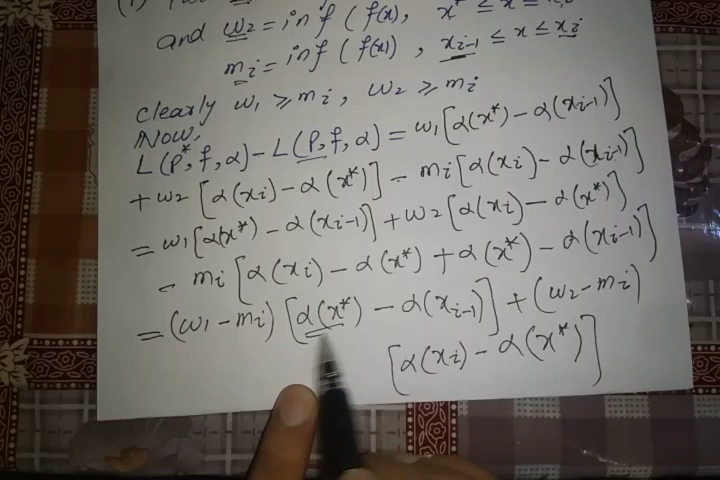 and w2 = inf (f(x), x* ≤ x ≤
mi = inf (f(x), xi-1 ≤ x ≤ xi
clearly w1 ≥ mi, w2 ≥ mi
Now,
L(P*, f, α) - L(P, f, α) = w1[α(x*) - α(xi-1)]
+ w2 [α(xi) - α(x*)] - mi[α(xi) - α(xi-1)]
= w1[α(x*) - α(xi-1)] + w2[α(xi) - α(x*)]
- mi [α(xi) - α(x*) + α(x*) - α(xi-1)]
= (w1 - mi) [α(x*) - α(xi-1)] + (w2 - mi)
[α(xi) - α(x*)]